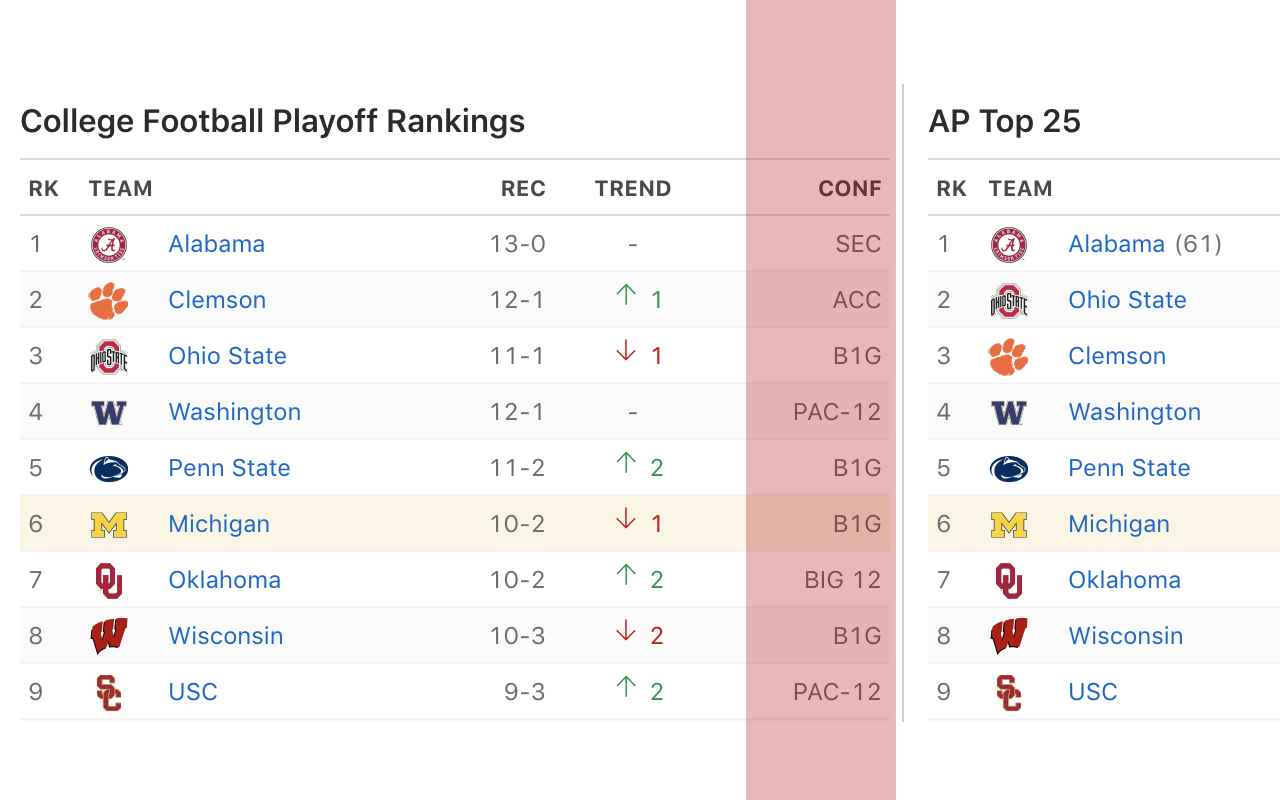 College Football Playoff Rankings
RK TEAM REC TREND CONF
1 Alabama 13-0 - SEC
2 Clemson 12-1 ↑ 1 ACC
3 Ohio State 11-1 ↓ 1 B1G
4 Washington 12-1 - PAC-12
5 Penn State 11-2 ↑ 2 B1G
6 Michigan 10-2 ↓ 1 B1G
7 Oklahoma 10-2 ↑ 2 BIG 12
8 Wisconsin 10-3 ↓ 2 B1G
9 USC 9-3 ↑ 2 PAC-12
AP Top 25
RK TEAM
1 Alabama (61)
2 Ohio State
3 Clemson
4 Washington
5 Penn State
6 Michigan
7 Oklahoma
8 Wisconsin
9 USC